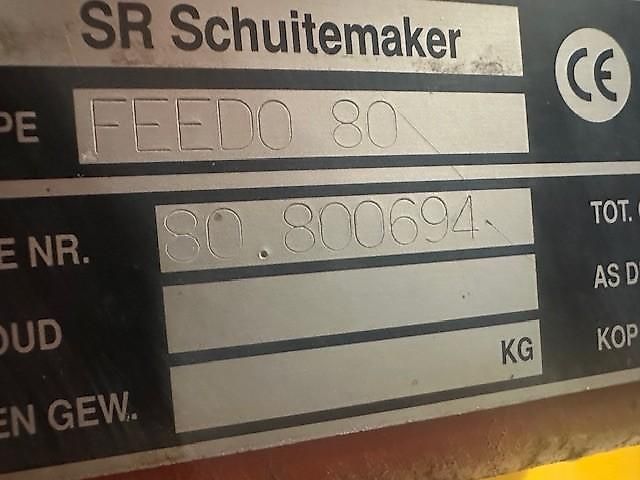 SR Schuitemaker
CE
PE FEEDO 80
E NR. 80.800694
TOT.
OUD
AS D
KG
KOP
EN GEW.